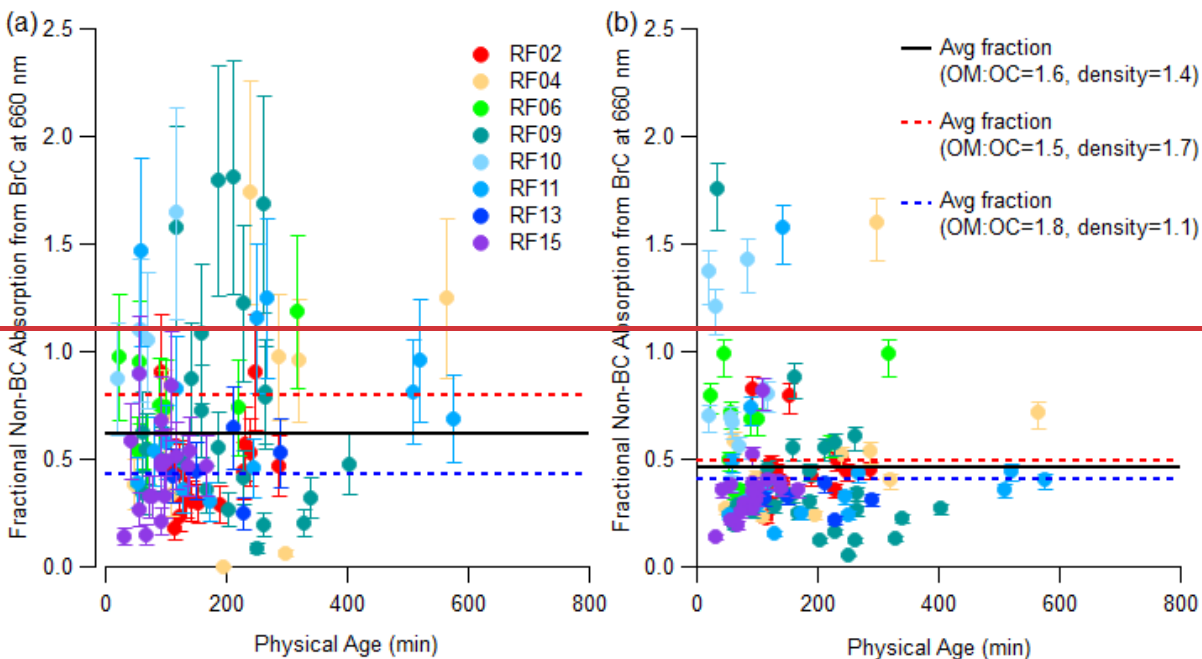 (a)
Fractional Non-BC Absorption from BrC at 660 nm
2.5
2.0
1.5
1.0
0.5
0.0
0
200
400
600
800
Physical Age (min)
RF02
RF04
RF06
RF09
RF10
RF11
RF13
RF15
(b)
Fractional Non-BC Absorption from BrC at 660 nm
2.5
2.0
1.5
1.0
0.5
0.0
0
200
400
600
800
Physical Age (min)
Avg fraction
(OM:OC=1.6, density=1.4)
Avg fraction
(OM:OC=1.5, density=1.7)
Avg fraction
(OM:OC=1.8, density=1.1)